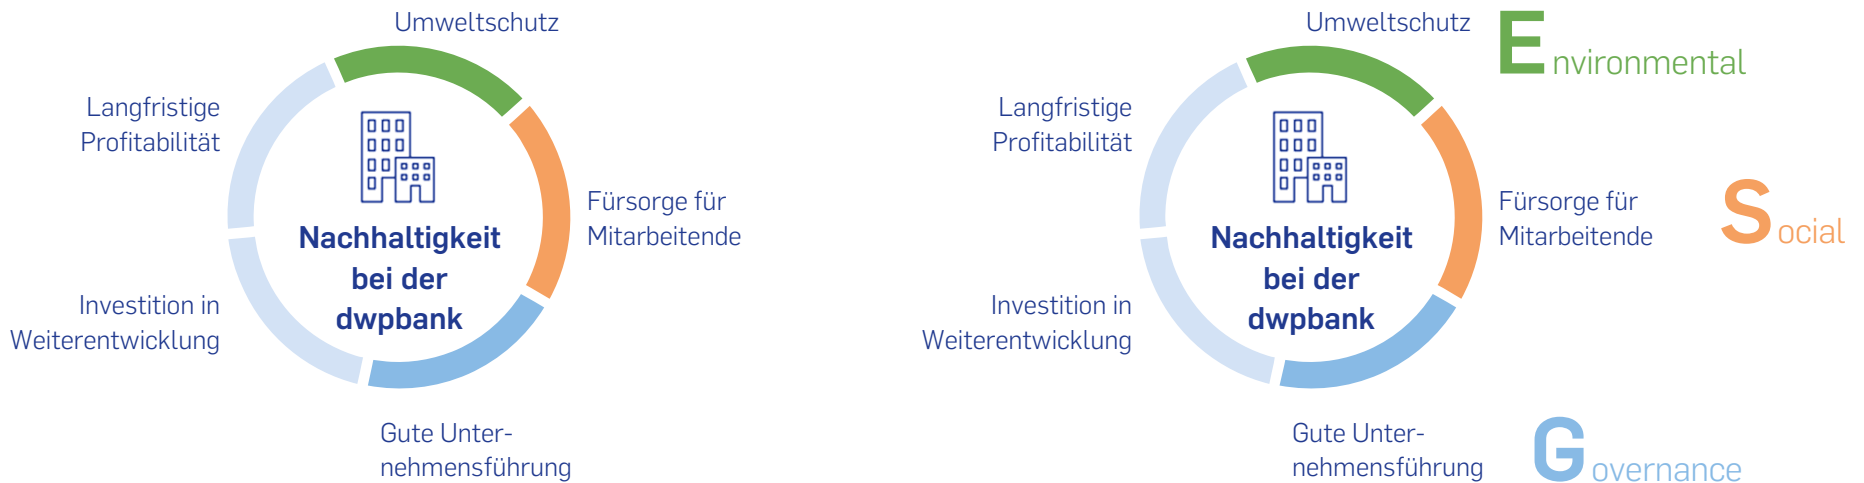 Umweltschutz
Langfristige
Profitabilität
Fürsorge für
Mitarbeitende
Nachhaltigkeit
bei der
dwpbank
Investition in
Weiterentwicklung
Gute Unter-
nehmensführung
Umweltschutz
Environmental
Langfristige
Profitabilität
Fürsorge für
Mitarbeitende
Social
Nachhaltigkeit
bei der
dwpbank
Investition in
Weiterentwicklung
Gute Unter-
nehmensführung
Governance